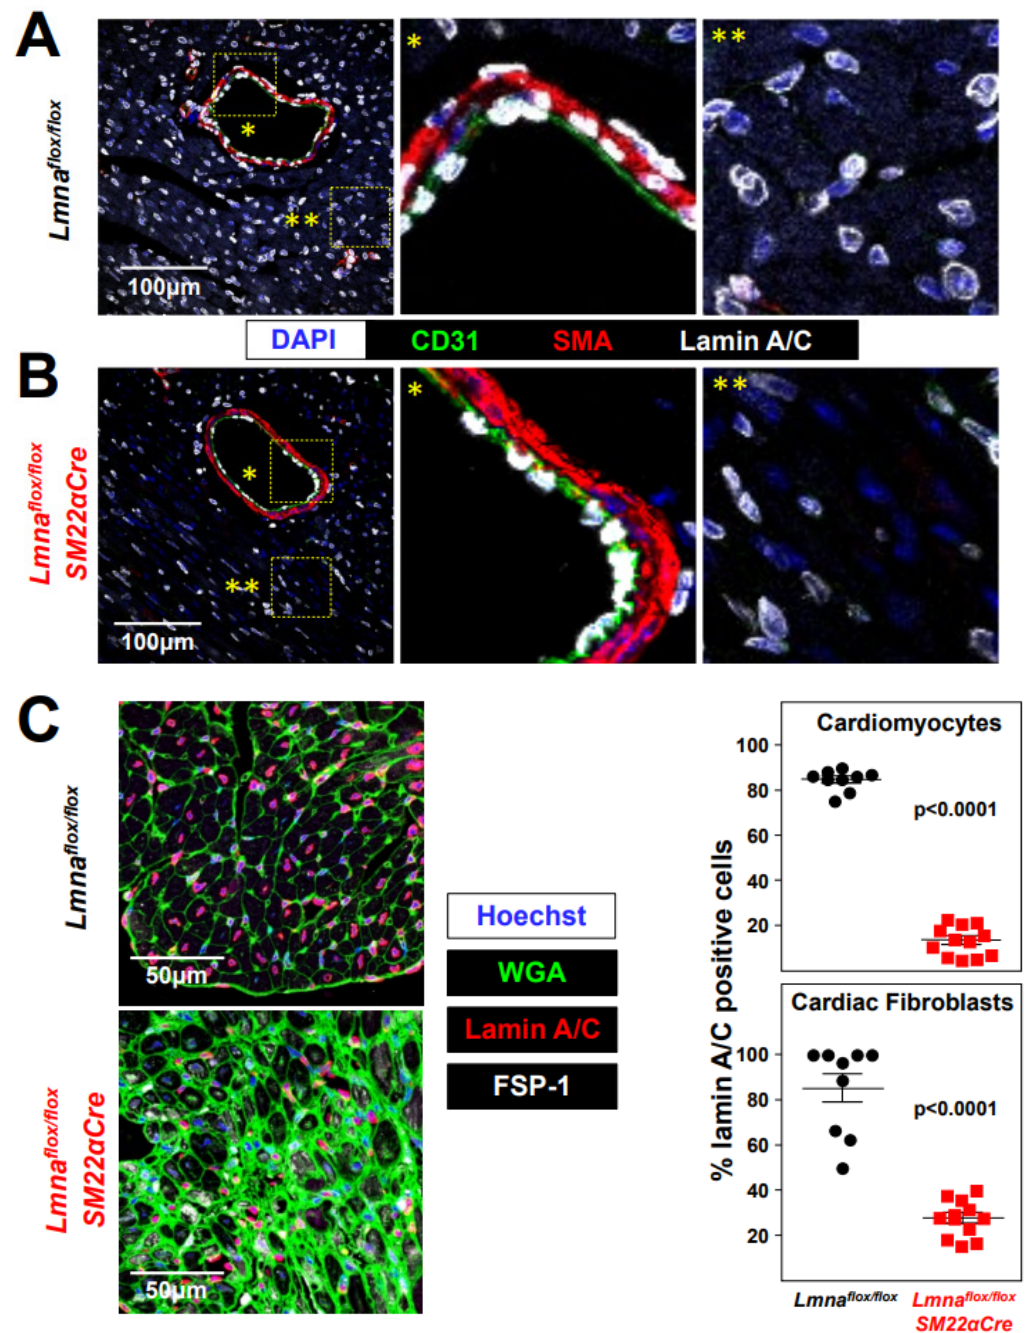 A
Lmnaflox/flox
*
**
*
**
100µm
DAPI CD31 SMA Lamin A/C
B
Lmnaflox/flox
SM22αCre
*
**
*
**
100µm
C
Lmnaflox/flox
50µm
Lmnaflox/flox
SM22αCre
50µm
Hoechst
WGA
Lamin A/C
FSP-1
% lamin A/C positive cells
Cardiomyocytes
100
80
60
40
20
p<0.0001
Cardiac Fibroblasts
100
80
60
40
20
p<0.0001
Lmnaflox/flox
Lmnaflox/flox
SM22αCre